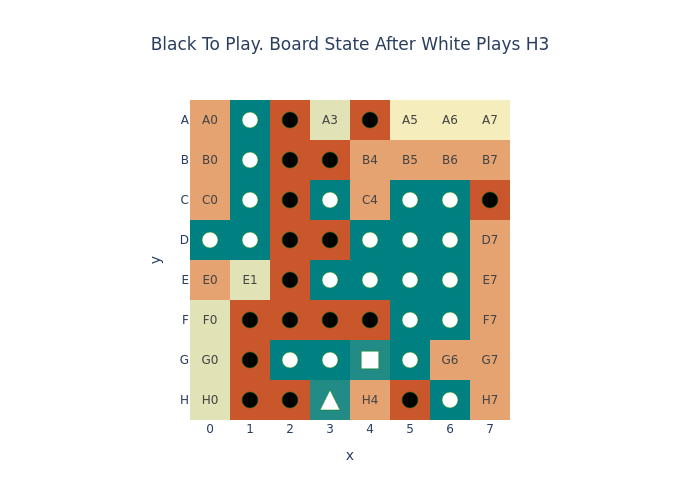 Black To Play. Board State After White Plays H3
A A0 A3 A5 A6 A7
B B0 B4 B5 B6 B7
C C0 C4
D D7
y
E E0 E1 E7
F F0 F7
G G0 G6 G7
H H0 H4 H7
0 1 2 3 4 5 6 7
x